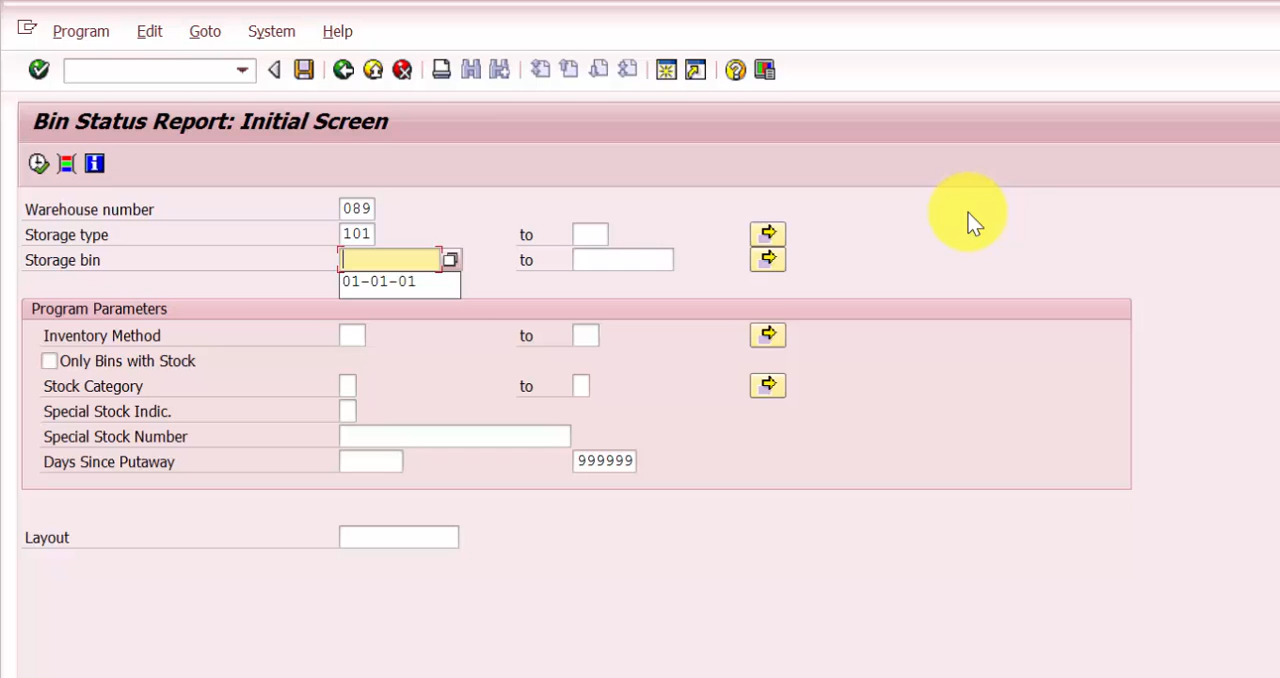 Program Edit Goto System Help
Bin Status Report: Initial Screen
Warehouse number 089
Storage type 101 to
Storage bin to
01-01-01
Program Parameters
Inventory Method to
Only Bins with Stock
Stock Category to
Special Stock Indic.
Special Stock Number
Days Since Putaway 999999
Layout